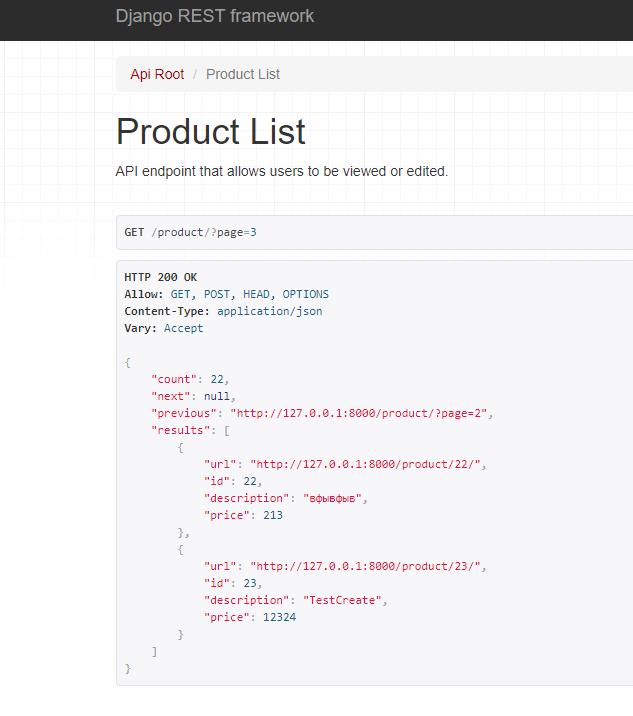 Django REST framework
Api Root / Product List
Product List
API endpoint that allows users to be viewed or edited.
GET /product/?page=3
HTTP 200 OK
Allow: GET, POST, HEAD, OPTIONS
Content-Type: application/json
Vary: Accept
{
    "count": 22,
    "next": null,
    "previous": "http://127.0.0.1:8000/product/?page=2",
    "results": [
        {
            "url": "http://127.0.0.1:8000/product/22/",
            "id": 22,
            "description": "вфывфыв",
            "price": 213
        },
        {
            "url": "http://127.0.0.1:8000/product/23/",
            "id": 23,
            "description": "TestCreate",
            "price": 12324
        }
    ]
}